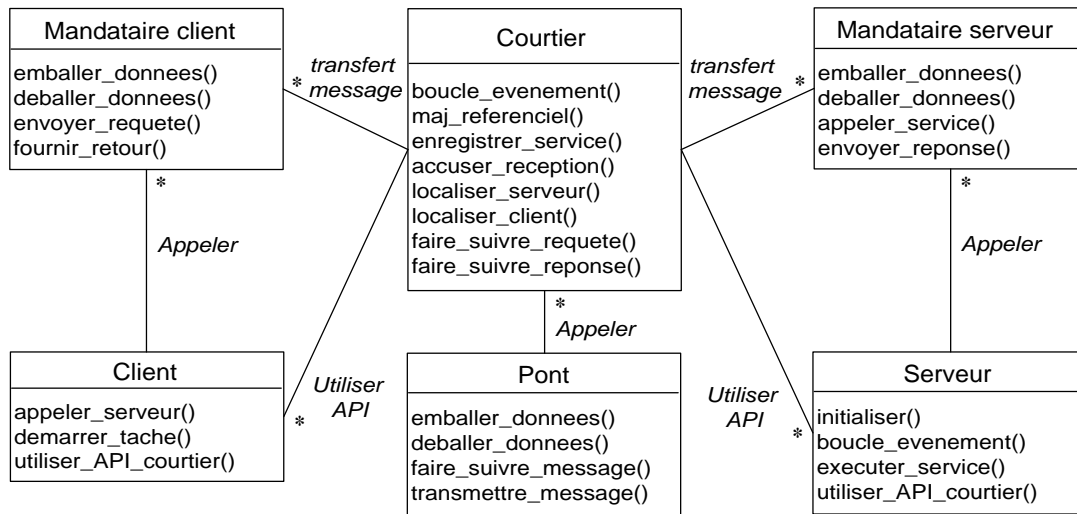 Mandataire client
emballer_donnees()
deballer_donnees()
envoyer_requete()
fournir_retour()
*
* transfert
message
Courtier
boucle_evenement()
maj_referenciel()
enregistrer_service()
accuser_reception()
localiser_serveur()
localiser_client()
faire_suivre_requete()
faire_suivre_reponse()
*
transfert
message *
Mandataire serveur
emballer_donnees()
deballer_donnees()
appeler_service()
envoyer_reponse()
*
Appeler
Appeler
Appeler
Client
appeler_serveur()
demarrer_tache()
utiliser_API_courtier()
Utiliser
API
*
Pont
emballer_donnees()
deballer_donnees()
faire_suivre_message()
transmettre_message()
Utiliser
API
*
Serveur
initialiser()
boucle_evenement()
executer_service()
utiliser_API_courtier()